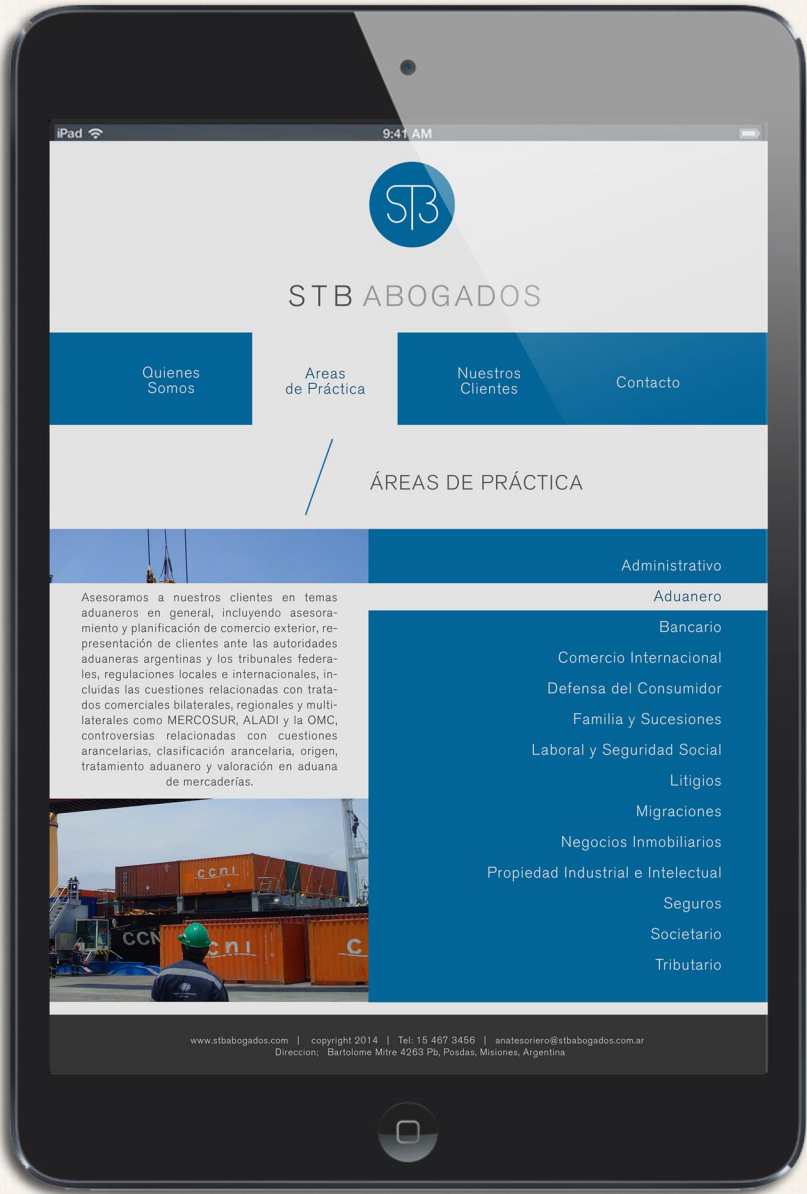 iPad
9:41 AM
STB
STB ABOGADOS
Quienes
Somos
Areas
de Práctica
Nuestros
Clientes
Contacto
ÁREAS DE PRÁCTICA
Asesoramos a nuestros clientes en temas
aduaneros en general, incluyendo asesora-
miento y planificación de comercio exterior, re-
presentación de clientes ante las autoridades
aduaneras argentinas y los tribunales federa-
les, regulaciones locales e internacionales, in-
cluidas las cuestiones relacionadas con trata-
dos comerciales bilaterales, regionales y multi-
laterales como MERCOSUR, ALADI y la OMC,
controversias relacionadas con cuestiones
arancelarias, clasificación arancelaria, origen,
tratamiento aduanero y valoración en aduana
de mercaderías.
ccni
CCN
cni
C
Administrativo
Aduanero
Bancario
Comercio Internacional
Defensa del Consumidor
Familia y Sucesiones
Laboral y Seguridad Social
Litigios
Migraciones
Negocios Inmobiliarios
Propiedad Industrial e Intelectual
Seguros
Societario
Tributario
www.stbabogados.com | copyright 2014 | Tel: 15 467 3456 | anatesoriero@stbabogados.com.ar
Direccion; Bartolome Mitre 4263 Pb, Posdas, Misiones, Argentina